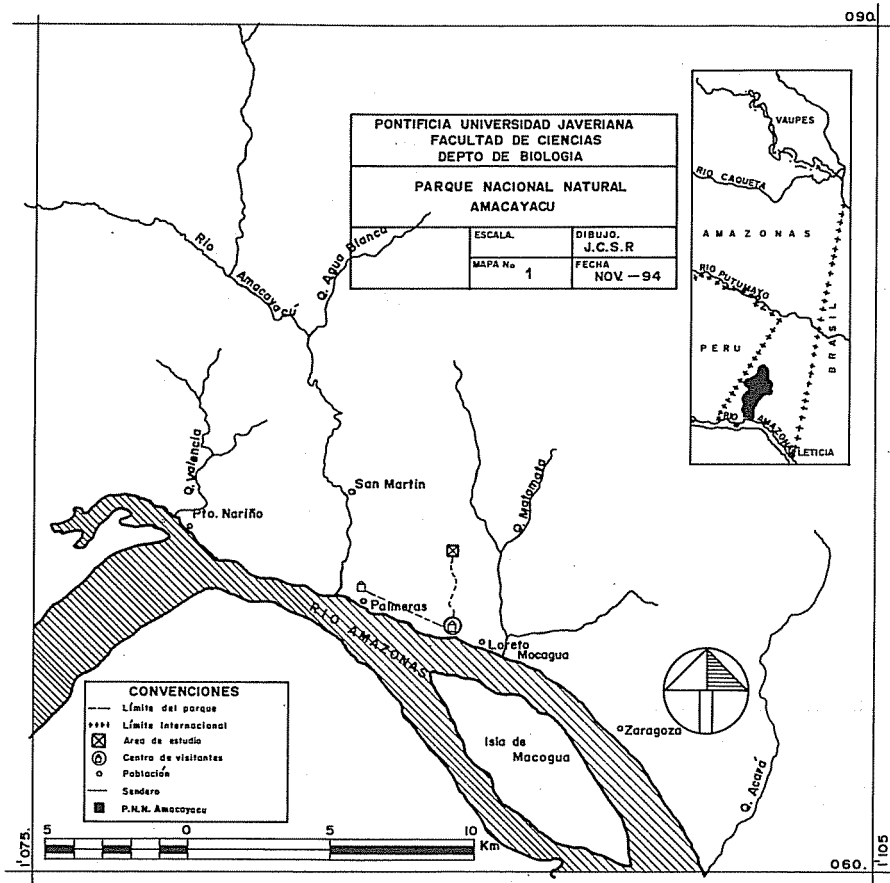 090.
PONTIFICIA UNIVERSIDAD JAVERIANA
FACULTAD DE CIENCIAS
DEPTO DE BIOLOGIA
PARQUE NACIONAL NATURAL
AMACAYACU
ESCALA.
DIBUJO.
J.C.S.R
MAPA No 1
FECHA
NOV.-94
VAUPES
RIO CAQUETA
AMAZONAS
RIO PUTUMAYO
BRASIL
PERU
RIO AMAZONAS
LETICIA
Río Amacayacú
Q. Agua Blanca
Q. Valencia
San Martín
Q. Matamata
Pto. Nariño
Palmeras
RIO AMAZONAS
Loreto
Mocagua
Zaragoza
Isla de
Macogua
Q. Acará
CONVENCIONES
Límite del parque
Límite Internacional
Area de estudio
Centro de visitantes
Población
Sendero
P.N.N. Amacayacu
5 0 5 10
Km
1'075.
060.
1'105